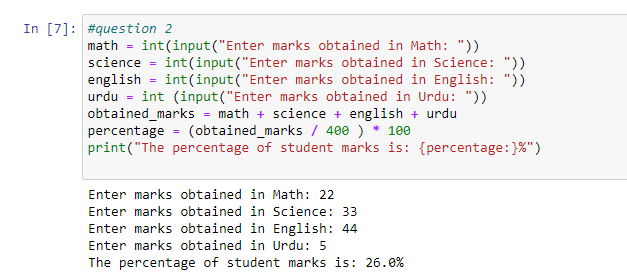 In [7]: #question 2
math = int(input("Enter marks obtained in Math: "))
science = int(input("Enter marks obtained in Science: "))
english = int(input("Enter marks obtained in English: "))
urdu = int (input("Enter marks obtained in Urdu: "))
obtained_marks = math + science + english + urdu
percentage = (obtained_marks / 400 ) * 100
print("The percentage of student marks is: {percentage:}%")
Enter marks obtained in Math: 22
Enter marks obtained in Science: 33
Enter marks obtained in English: 44
Enter marks obtained in Urdu: 5
The percentage of student marks is: 26.0%